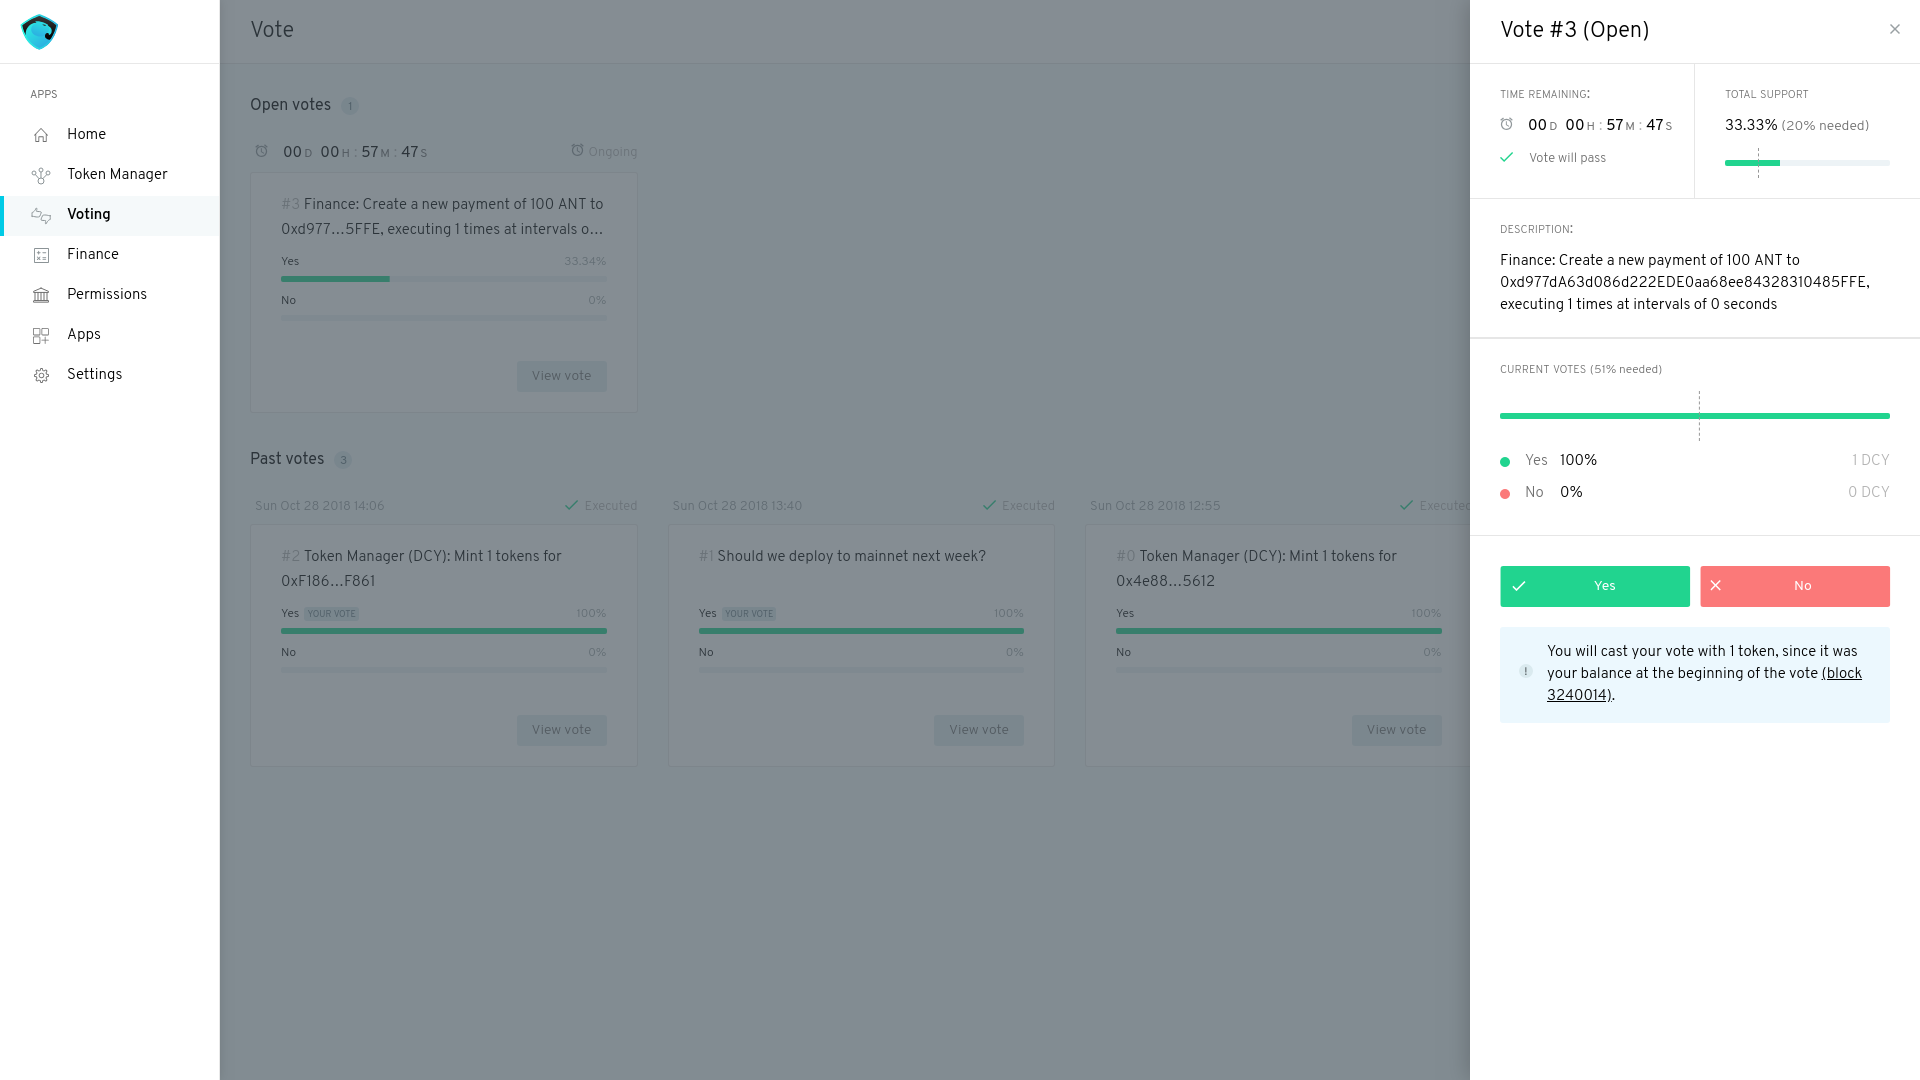 APPS
Home
Token Manager
Voting
Finance
Permissions
Apps
Settings
Vote
Open votes 1
00 D 00 H : 57 M : 47 S Ongoing
#3 Finance: Create a new payment of 100 ANT to
0xd977...5FFE, executing 1 times at intervals o...
Yes 33.34%
No 0%
View vote
Past votes 3
Sun Oct 28 2018 14:06 Executed
#2 Token Manager (DCY): Mint 1 tokens for
0xF186...F861
Yes YOUR VOTE 100%
No 0%
View vote
Sun Oct 28 2018 13:40 Executed
#1 Should we deploy to mainnet next week?
Yes YOUR VOTE 100%
No 0%
View vote
Sun Oct 28 2018 12:55 Executed
#0 Token Manager (DCY): Mint 1 tokens for
0x4e88...5612
Yes 100%
No 0%
View vote
Vote #3 (Open)
TIME REMAINING:
00 D 00 H : 57 M : 47 S
Vote will pass
TOTAL SUPPORT
33.33% (20% needed)
DESCRIPTION:
Finance: Create a new payment of 100 ANT to
0xd977dA63d086d222EDE0aa68ee84328310485FFE,
executing 1 times at intervals of 0 seconds
CURRENT VOTES (51% needed)
Yes 100% 1 DCY
No 0% 0 DCY
Yes
No
You will cast your vote with 1 token, since it was
your balance at the beginning of the vote (block
3240014).